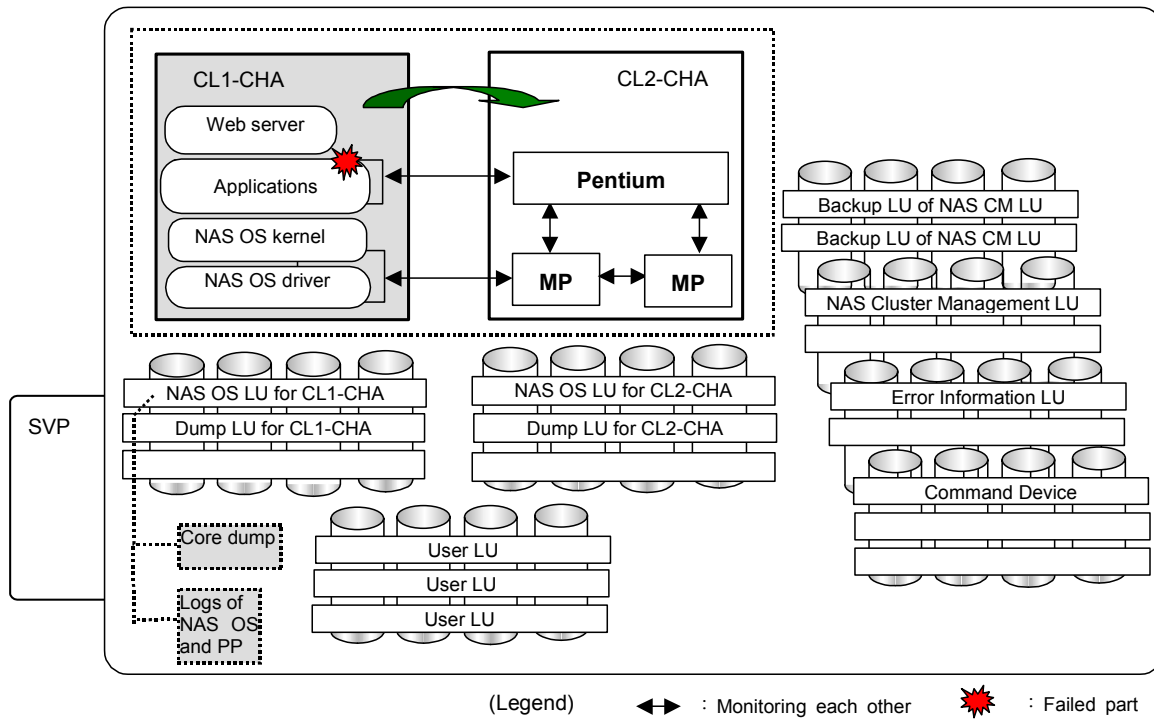 CL1-CHA
Web server
Applications
NAS OS kernel
NAS OS driver
CL2-CHA
Pentium
MP
MP
Backup LU of NAS CM LU
Backup LU of NAS CM LU
NAS Cluster Management LU
Error Information LU
Command Device
NAS OS LU for CL1-CHA
Dump LU for CL1-CHA
NAS OS LU for CL2-CHA
Dump LU for CL2-CHA
SVP
Core dump
Logs of
NAS OS
and PP
User LU
User LU
User LU
(Legend)
: Monitoring each other
: Failed part